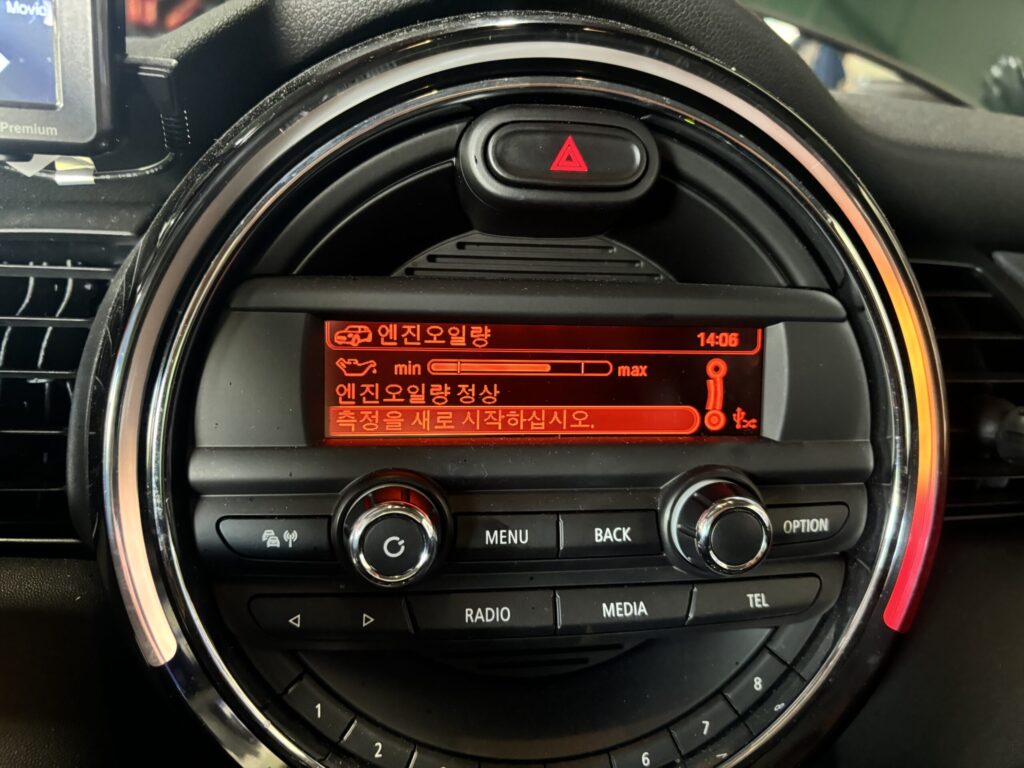 Movic
Premium
엔진오일량 14:06
min max
엔진오일량 정상
측정을 새로 시작하십시오.
MENU BACK OPTION
RADIO MEDIA TEL
1 2 6 7 8